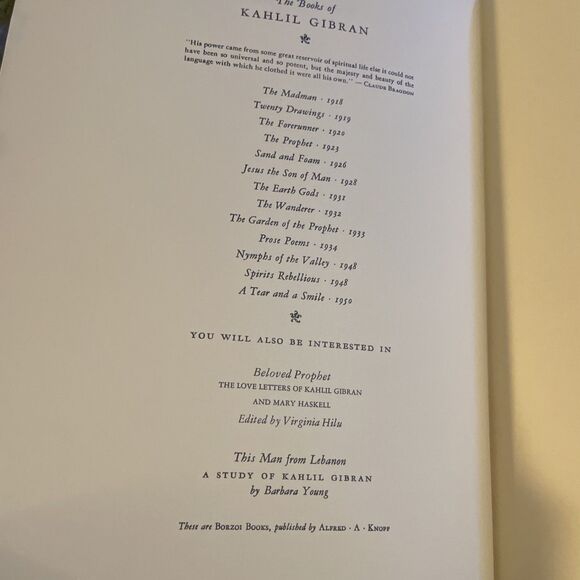 The Books of
KAHLIL GIBRAN
"His power came from some great reservoir of spiritual life else it could not
have been so universal and so potent, but the majesty and beauty of the
language with which he clothed it were all his own." — CLAUDE BRAGDON
The Madman · 1918
Twenty Drawings · 1919
The Forerunner · 1920
The Prophet · 1923
Sand and Foam · 1926
Jesus the Son of Man · 1928
The Earth Gods · 1931
The Wanderer · 1932
The Garden of the Prophet · 1933
Prose Poems · 1934
Nymphs of the Valley · 1948
Spirits Rebellious · 1948
A Tear and a Smile · 1950
YOU WILL ALSO BE INTERESTED IN
Beloved Prophet
THE LOVE LETTERS OF KAHLIL GIBRAN
AND MARY HASKELL
Edited by Virginia Hilu
This Man from Lebanon
A STUDY OF KAHLIL GIBRAN
by Barbara Young
These are BORZOI BOOKS, published by ALFRED · A · KNOPF